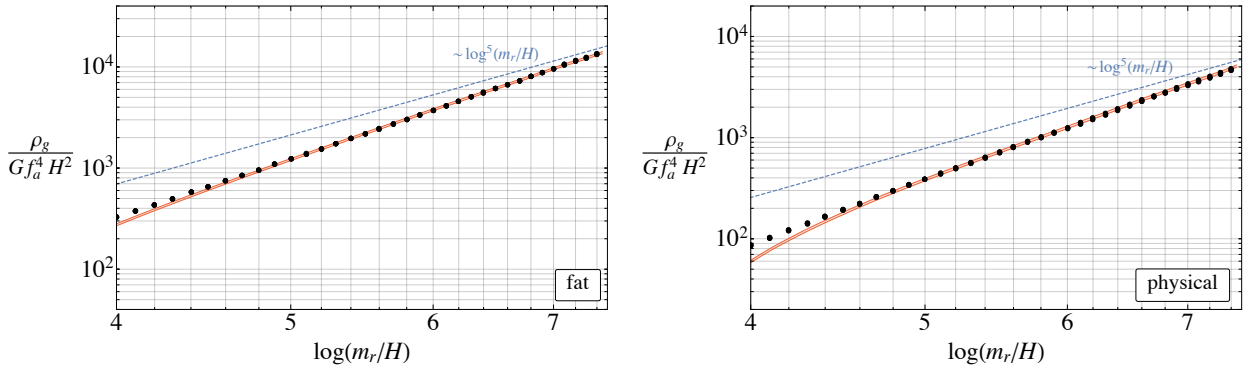 10⁴
10³
10²
ρ_g
G f_a⁴ H²
~log⁵(m_r/H)
fat
4 5 6 7
log(m_r/H)
10⁴
10³
10²
10¹
ρ_g
G f_a⁴ H²
~log⁵(m_r/H)
physical
4 5 6 7
log(m_r/H)